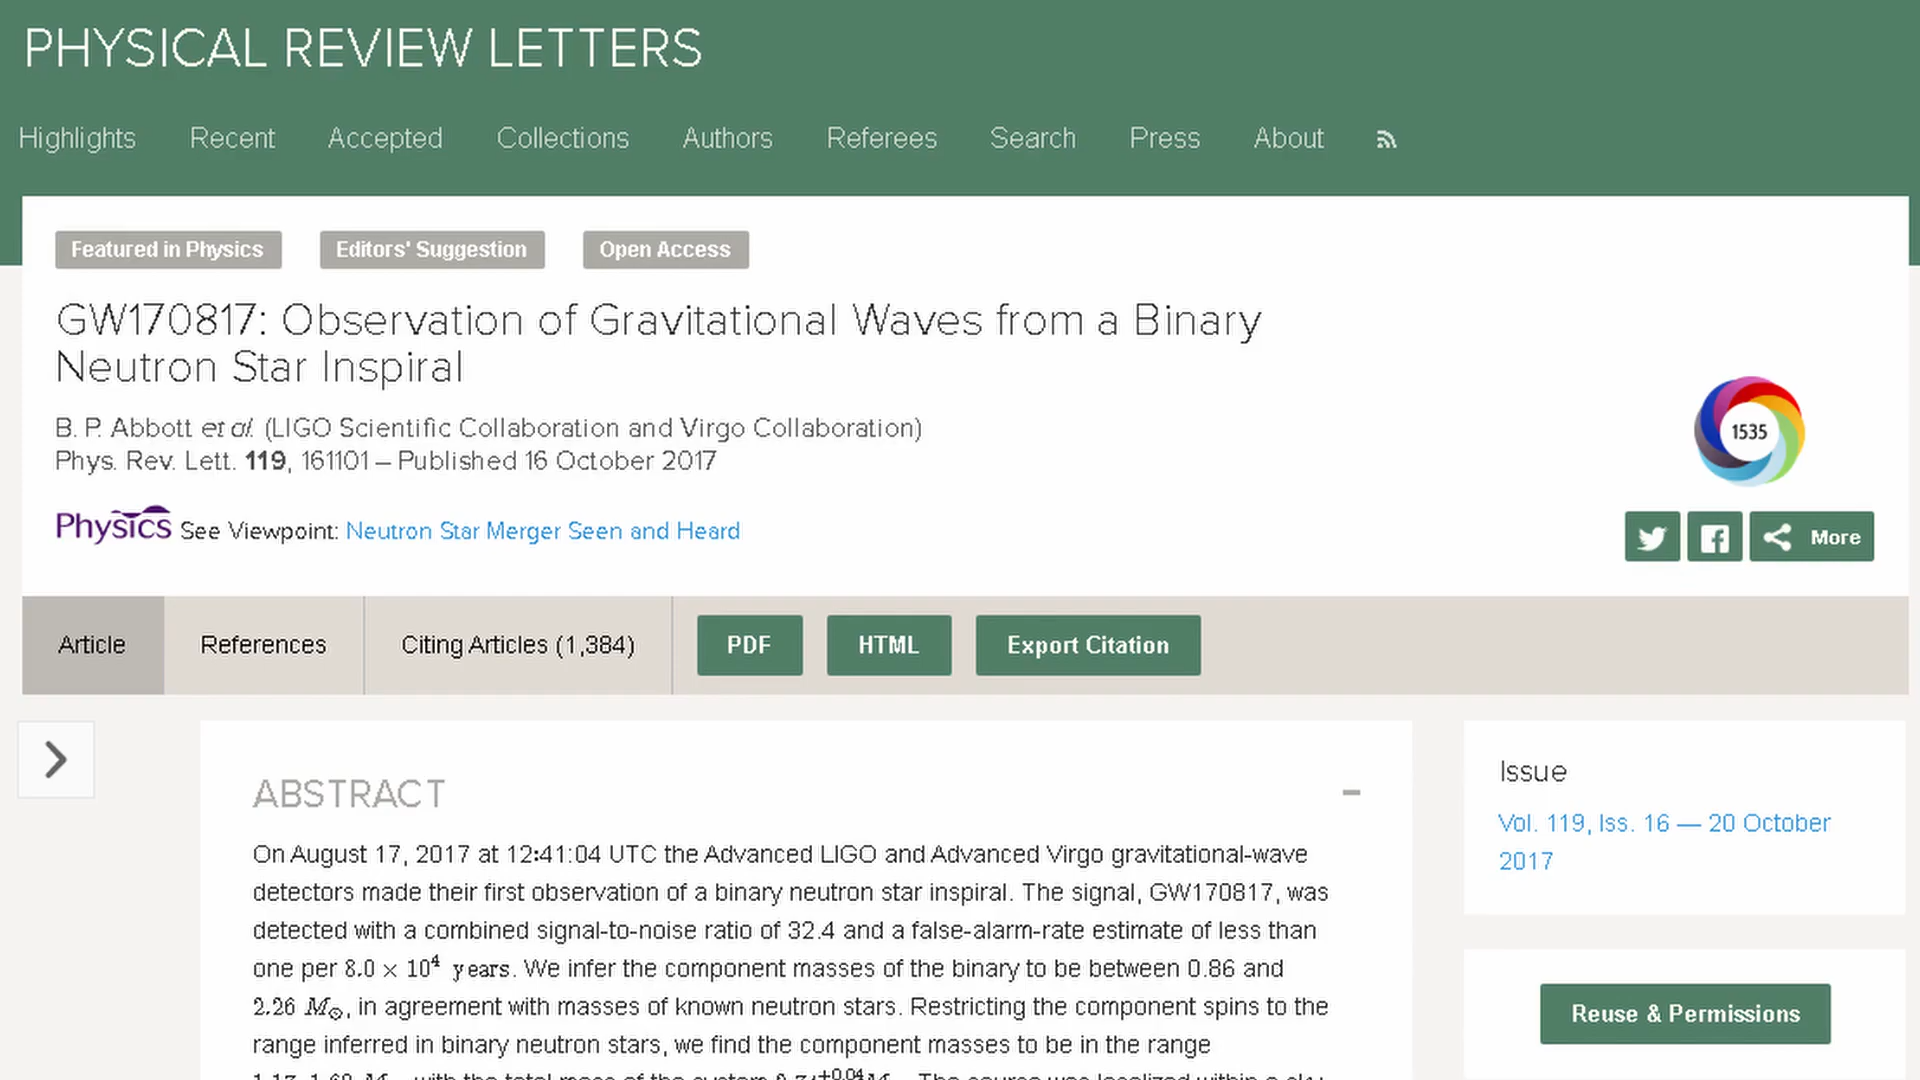 PHYSICAL REVIEW LETTERS
Highlights Recent Accepted Collections Authors Referees Search Press About
Featured in Physics Editors' Suggestion Open Access
GW170817: Observation of Gravitational Waves from a Binary
Neutron Star Inspiral
B. P. Abbott et al. (LIGO Scientific Collaboration and Virgo Collaboration)
Phys. Rev. Lett. 119, 161101 – Published 16 October 2017
1535
Physics See Viewpoint: Neutron Star Merger Seen and Heard
More
Article References Citing Articles (1,384) PDF HTML Export Citation
ABSTRACT
On August 17, 2017 at 12:41:04 UTC the Advanced LIGO and Advanced Virgo gravitational-wave
detectors made their first observation of a binary neutron star inspiral. The signal, GW170817, was
detected with a combined signal-to-noise ratio of 32.4 and a false-alarm-rate estimate of less than
one per 8.0 × 10⁴ years. We infer the component masses of the binary to be between 0.86 and
2.26 M☉, in agreement with masses of known neutron stars. Restricting the component spins to the
range inferred in binary neutron stars, we find the component masses to be in the range
with the total mass of the system
Issue
Vol. 119, Iss. 16 — 20 October
2017
Reuse & Permissions